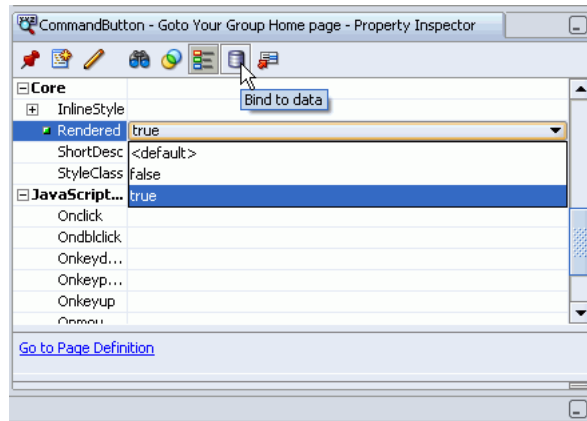 CommandButton - Goto Your Group Home page - Property Inspector
Bind to data
Core
InlineStyle
Rendered true
ShortDesc <default>
StyleClass false
JavaScript... true
Onclick
Ondblclick
Onkeyd...
Onkeyp...
Onkeyup
Onmou
Go to Page Definition